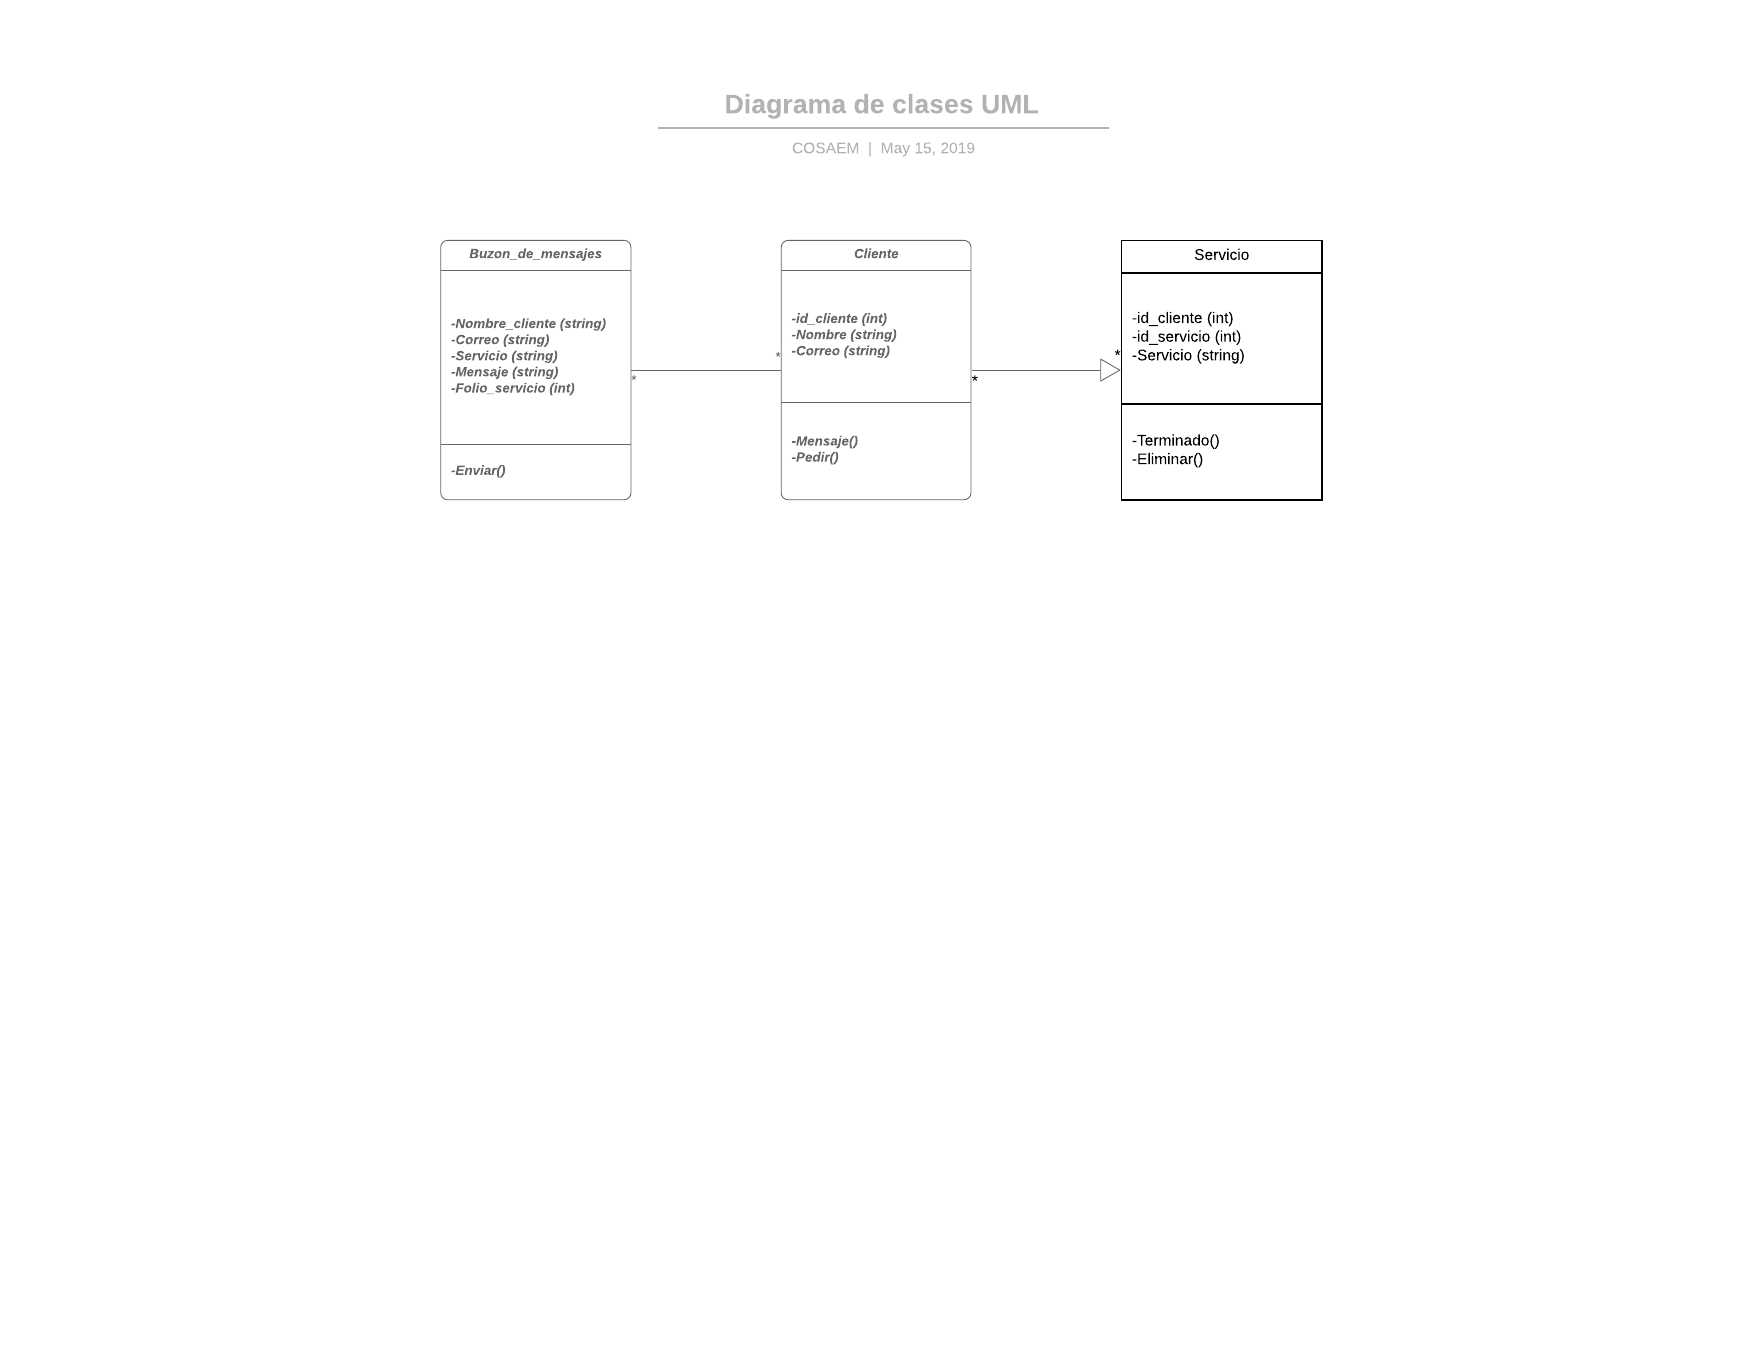 Diagrama de clases UML
COSAEM | May 15, 2019
Buzon_de_mensajes
-Nombre_cliente (string)
-Correo (string)
-Servicio (string)
-Mensaje (string)
-Folio_servicio (int)
-Enviar()
*
*
Cliente
-id_cliente (int)
-Nombre (string)
-Correo (string)
-Mensaje()
-Pedir()
*
*
Servicio
-id_cliente (int)
-id_servicio (int)
-Servicio (string)
-Terminado()
-Eliminar()